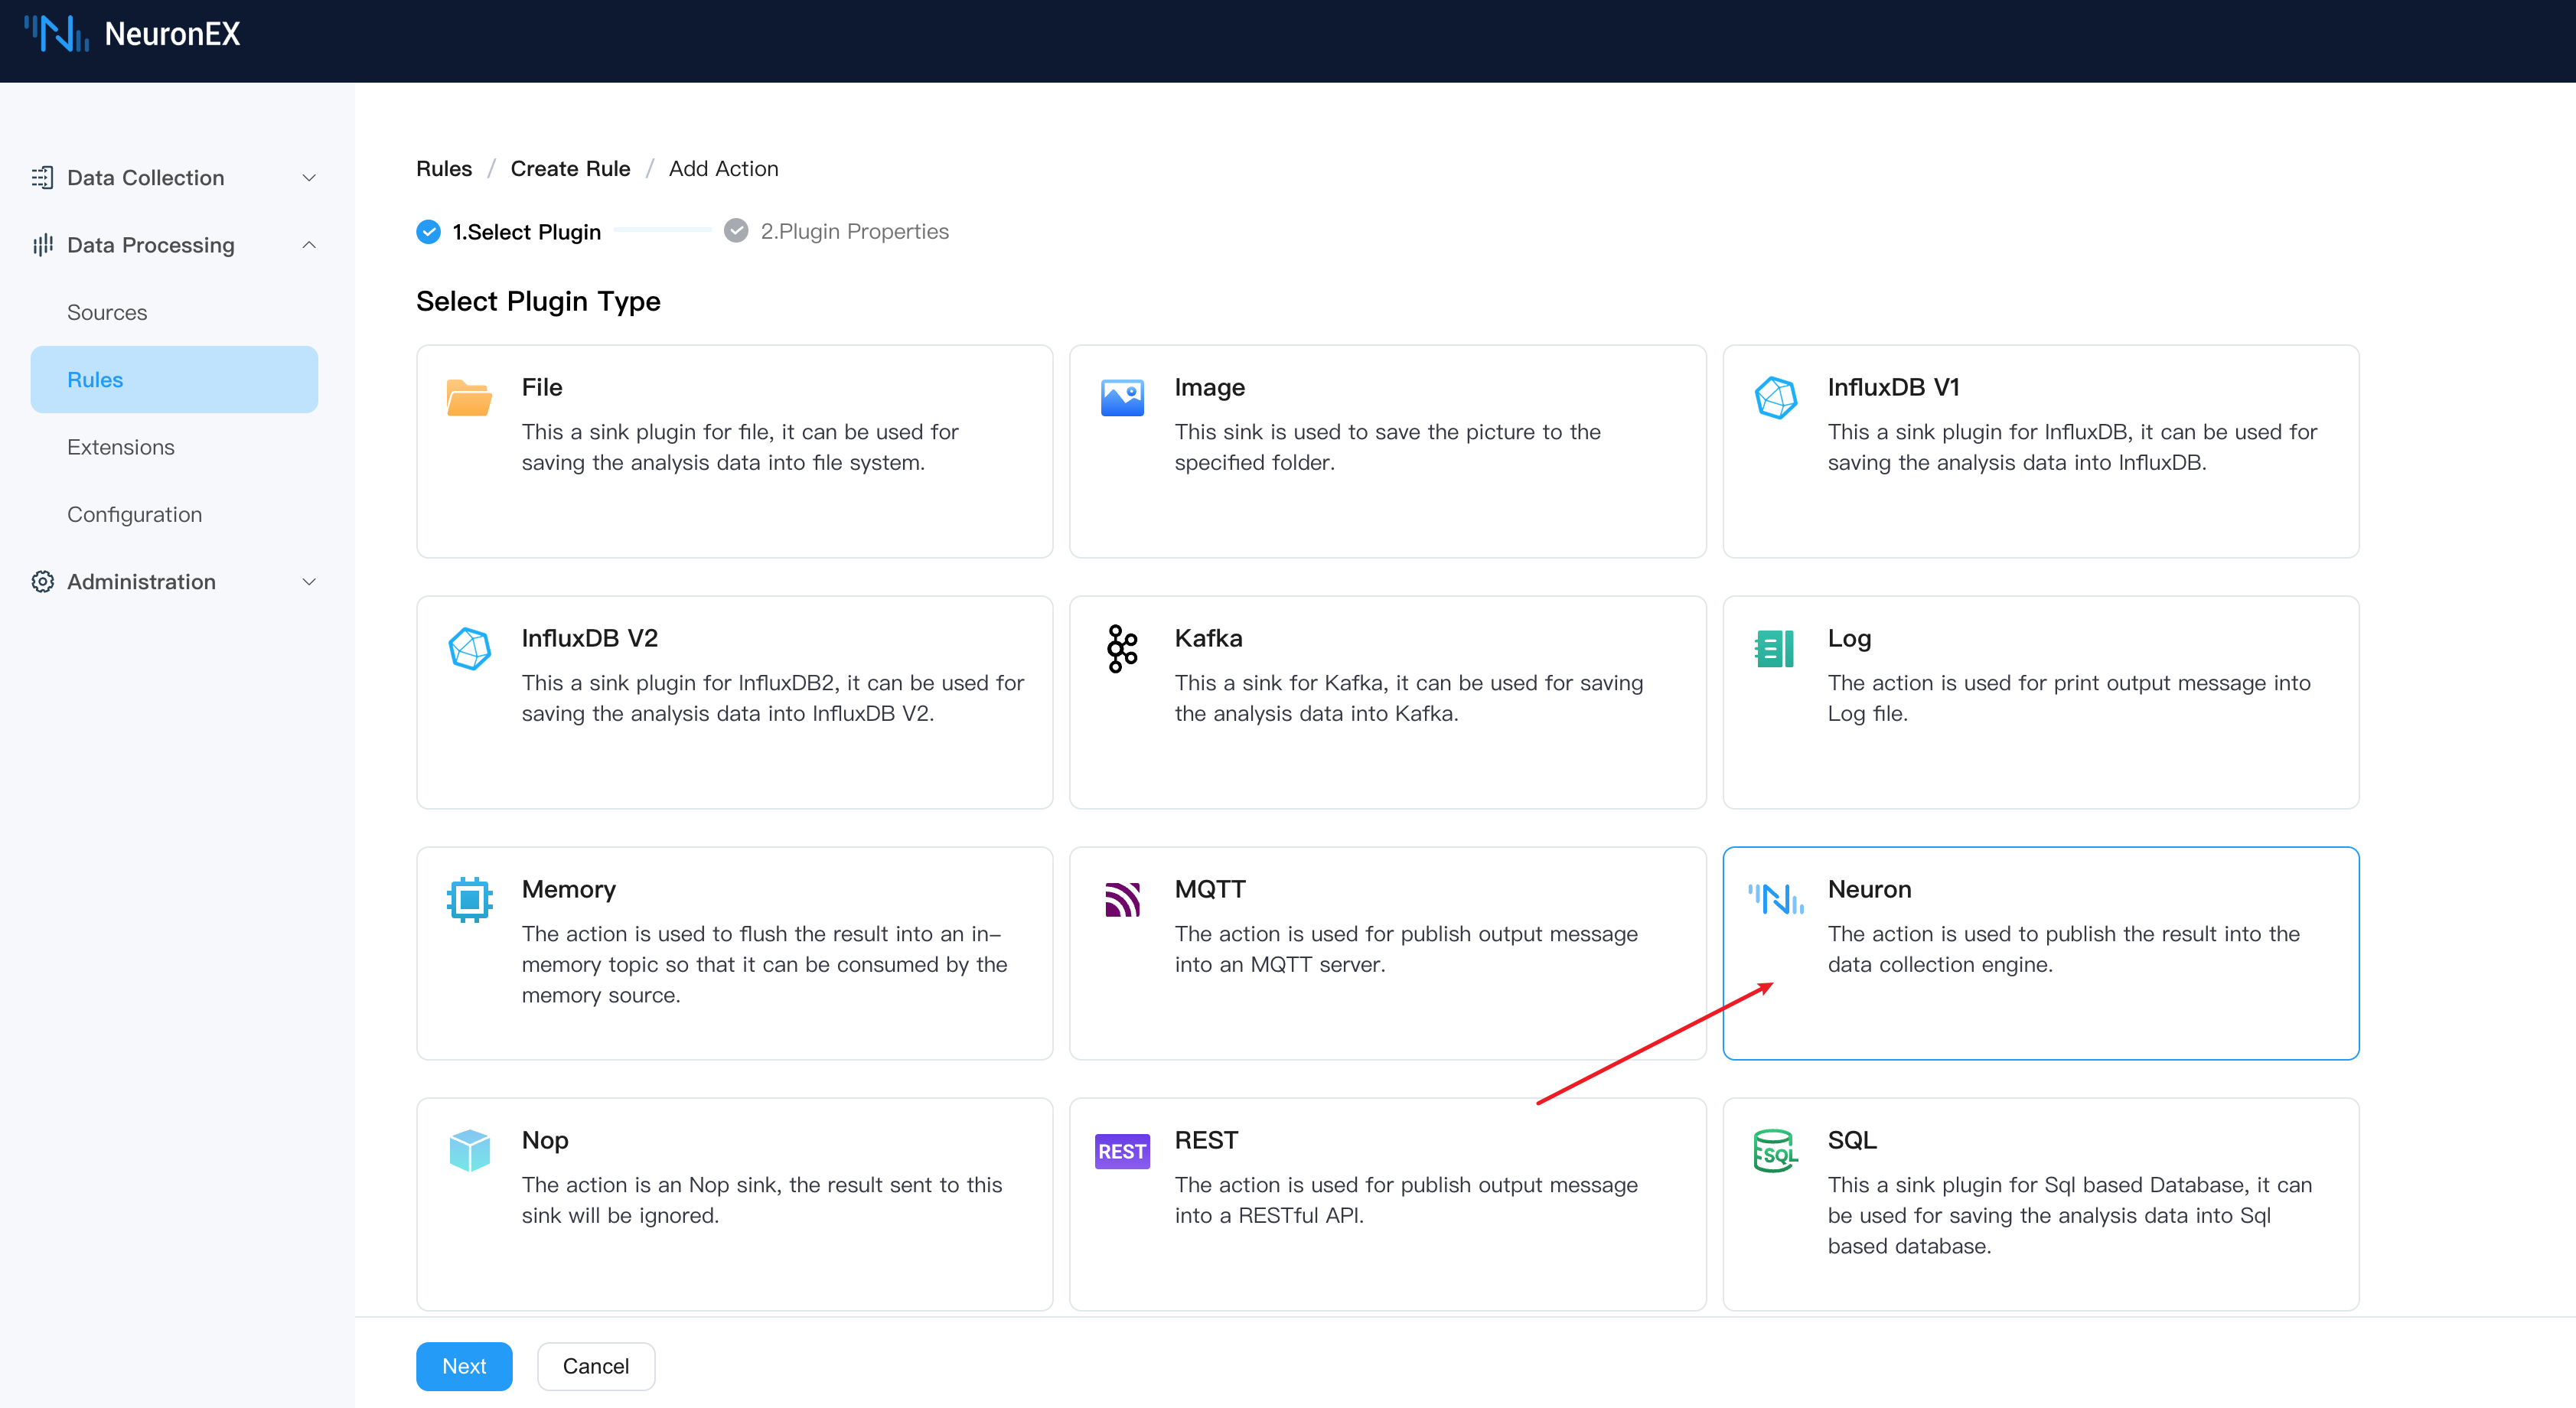 NeuronEX
Data Collection
Data Processing
Sources
Rules
Extensions
Configuration
Administration
Rules / Create Rule / Add Action
1.Select Plugin
2.Plugin Properties
Select Plugin Type
File
This a sink plugin for file, it can be used for
saving the analysis data into file system.
Image
This sink is used to save the picture to the
specified folder.
InfluxDB V1
This a sink plugin for InfluxDB, it can be used for
saving the analysis data into InfluxDB.
InfluxDB V2
This a sink plugin for InfluxDB2, it can be used for
saving the analysis data into InfluxDB V2.
Kafka
This a sink for Kafka, it can be used for saving
the analysis data into Kafka.
Log
The action is used for print output message into
Log file.
Memory
The action is used to flush the result into an in-
memory topic so that it can be consumed by the
memory source.
MQTT
The action is used for publish output message
into an MQTT server.
Neuron
The action is used to publish the result into the
data collection engine.
Nop
The action is an Nop sink, the result sent to this
sink will be ignored.
REST
REST
The action is used for publish output message
into a RESTful API.
SQL
SQL
This a sink plugin for Sql based Database, it can
be used for saving the analysis data into Sql
based database.
Next
Cancel